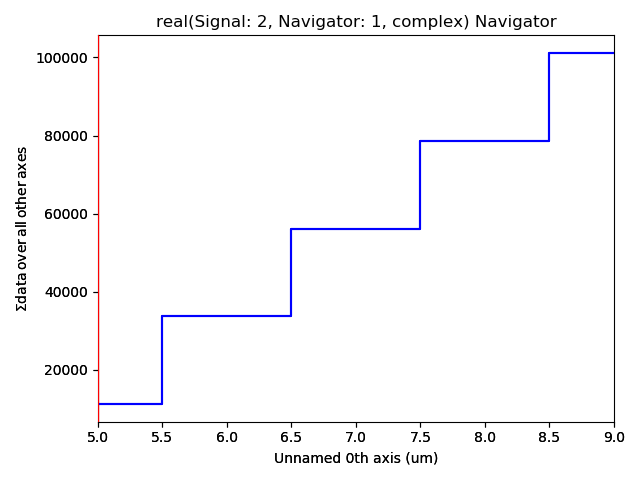 real(Signal: 2, Navigator: 1, complex) Navigator
100000
80000
60000
40000
20000
Σdata over all other axes
5.0 5.5 6.0 6.5 7.0 7.5 8.0 8.5 9.0
Unnamed 0th axis (um)